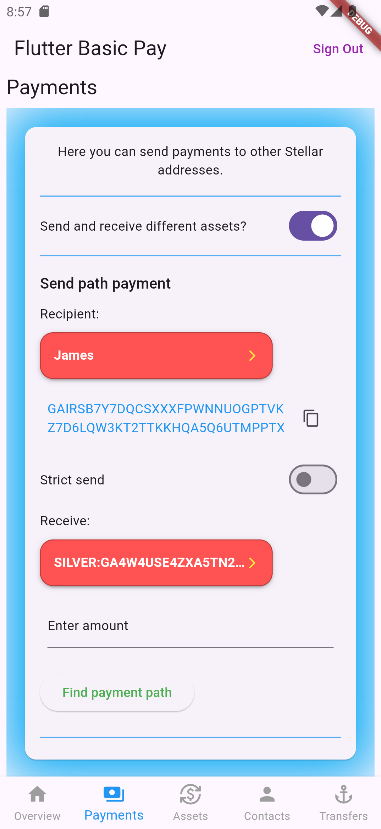 8:57
DEBUG
Flutter Basic Pay
Sign Out
Payments
Here you can send payments to other Stellar
addresses.
Send and receive different assets?
Send path payment
Recipient:
James
GAIRSB7Y7DQCSXXXFPWNNUOGPTVK
Z7D6LQW3KT2TTKKHQA5Q6UTMPPTX
Strict send
Receive:
SILVER:GA4W4USE4ZXA5TN2...
Enter amount
Find payment path
Overview
Payments
Assets
Contacts
Transfers